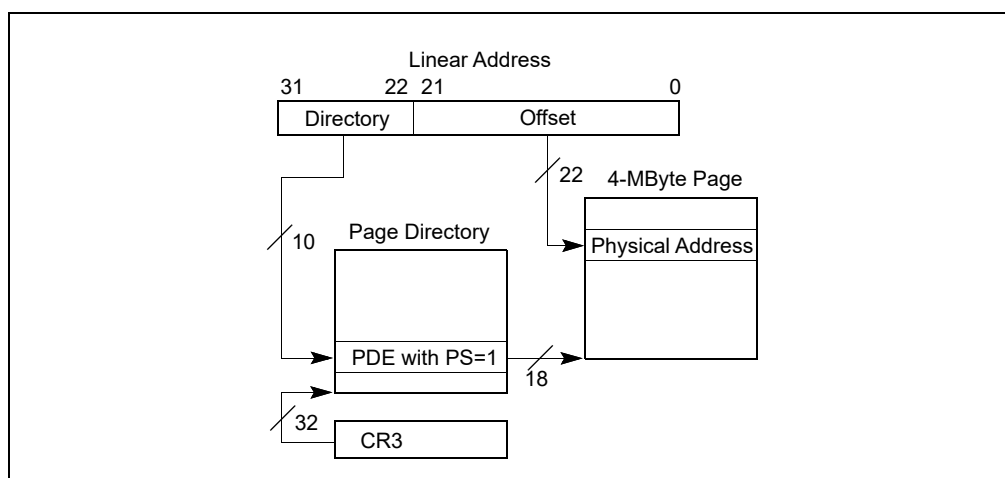 Linear Address
31 22 21 0
Directory Offset
22 4-MByte Page
10 Page Directory Physical Address
PDE with PS=1
18
32
CR3